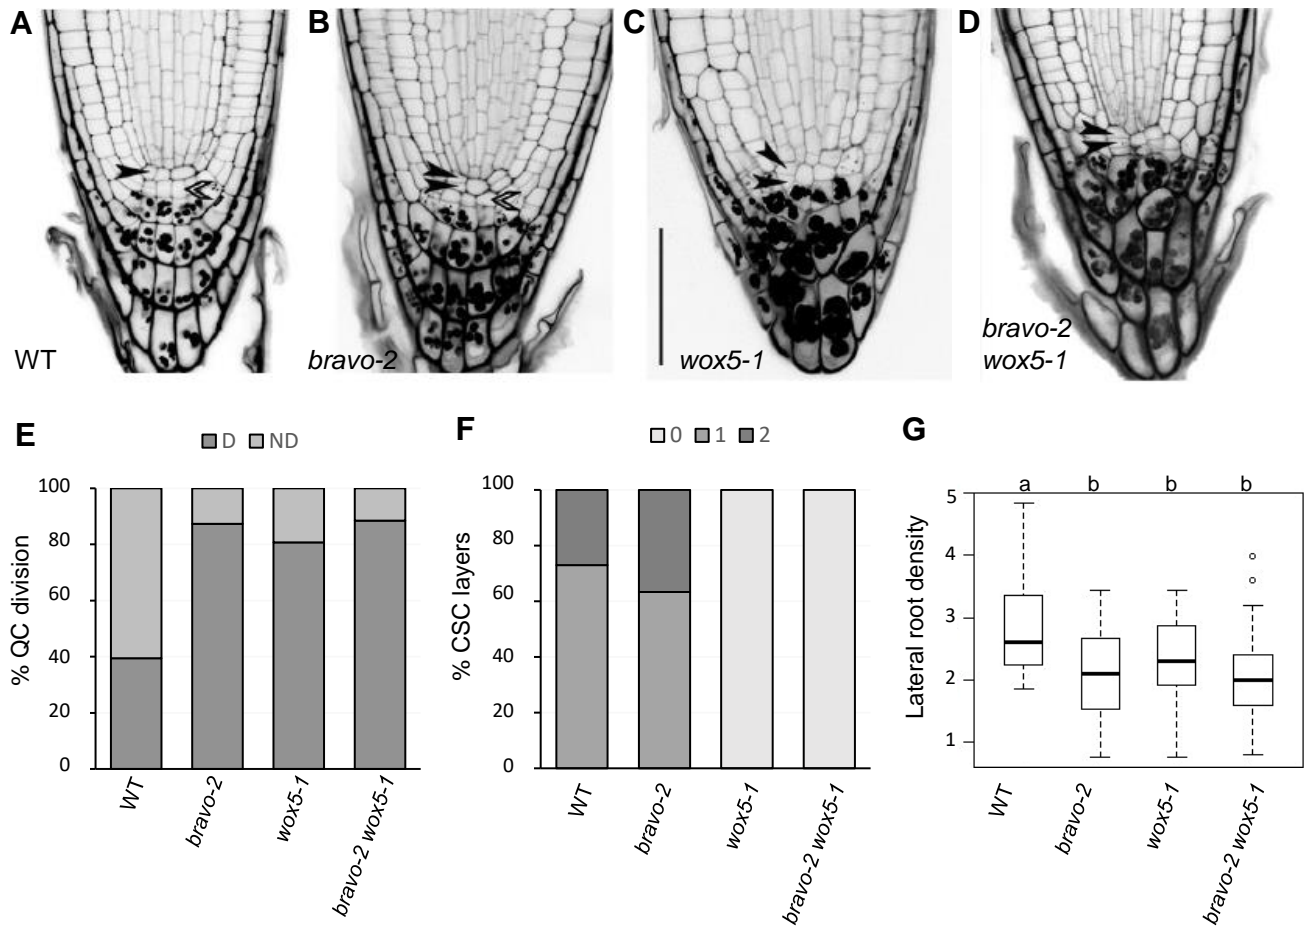 A B C D
WT
bravo-2
wox5-1
bravo-2
wox5-1
E
D ND
% QC division
100
80
60
40
20
0
WT
bravo-2
wox5-1
bravo-2 wox5-1
F
0 1 2
% CSC layers
100
80
60
40
20
0
WT
bravo-2
wox5-1
bravo-2 wox5-1
G
a b b b
Lateral root density
5
4
3
2
1
WT
bravo-2
wox5-1
bravo-2 wox5-1